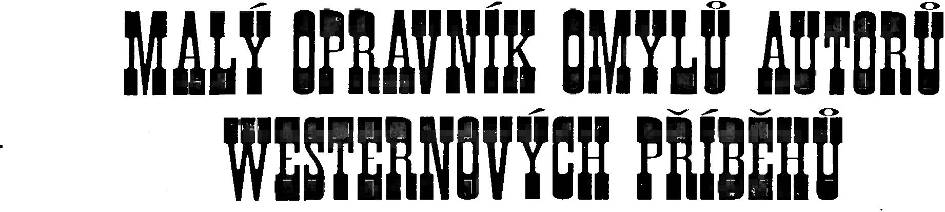 MALÝ OPRAVNÍK OMYLŮ AUTORŮ
WESTERNOVÝCH PŘÍBĚHŮ